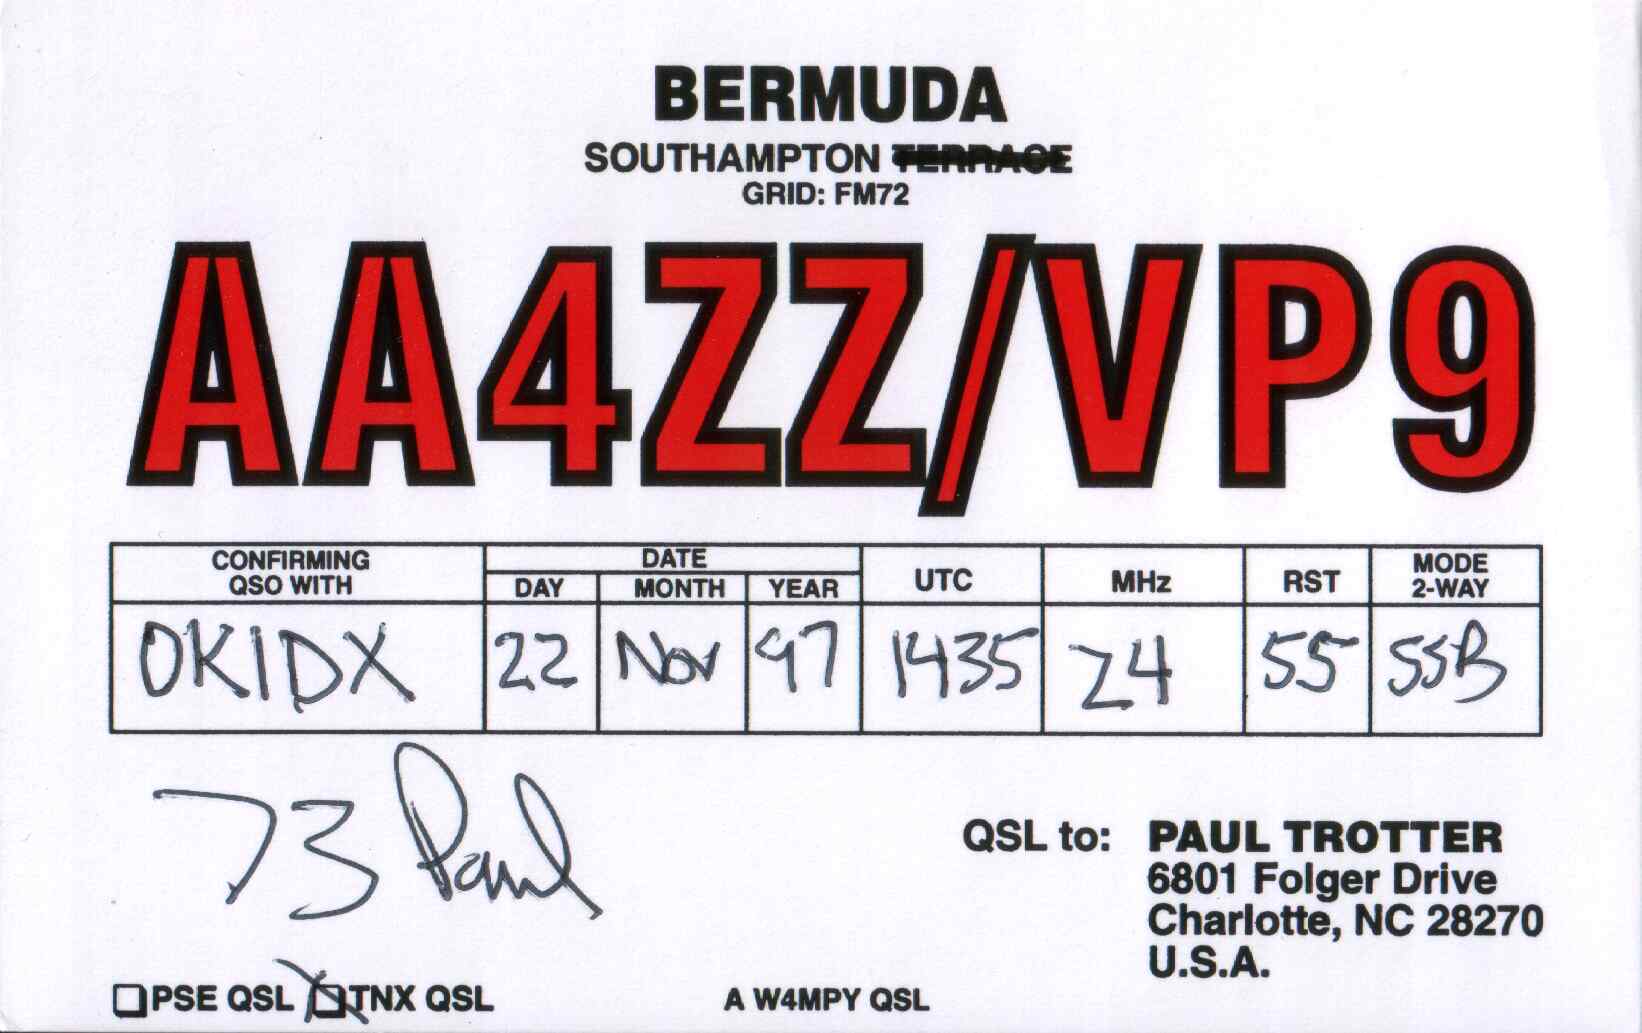 BERMUDA
SOUTHAMPTON TERRACE
GRID: FM72
AA4ZZ/VP9
CONFIRMING QSO WITH DATE DAY MONTH YEAR UTC MHz RST MODE 2-WAY
OK1DX 22 Nov 97 1435 24 55 SSB
73 Paul
QSL to: PAUL TROTTER
6801 Folger Drive
Charlotte, NC 28270
U.S.A.
PSE QSL TNX QSL A W4MPY QSL